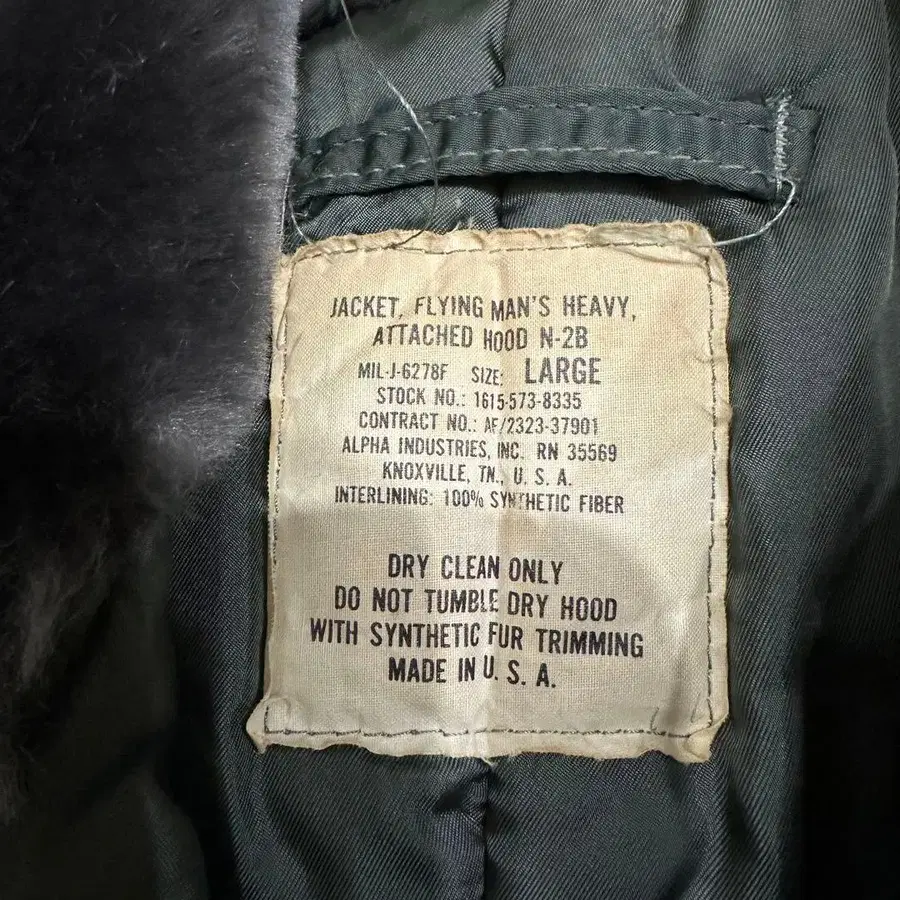 JACKET, FLYING MAN'S HEAVY,
ATTACHED HOOD N-2B
MIL-J-6278F SIZE: LARGE
STOCK NO.: 1615-573-8335
CONTRACT NO.: AF/2323-37901
ALPHA INDUSTRIES, INC. RN 35569
KNOXVILLE, TN., U. S. A.
INTERLINING: 100% SYNTHETIC FIBER
DRY CLEAN ONLY
DO NOT TUMBLE DRY HOOD
WITH SYNTHETIC FUR TRIMMING
MADE IN U. S. A.